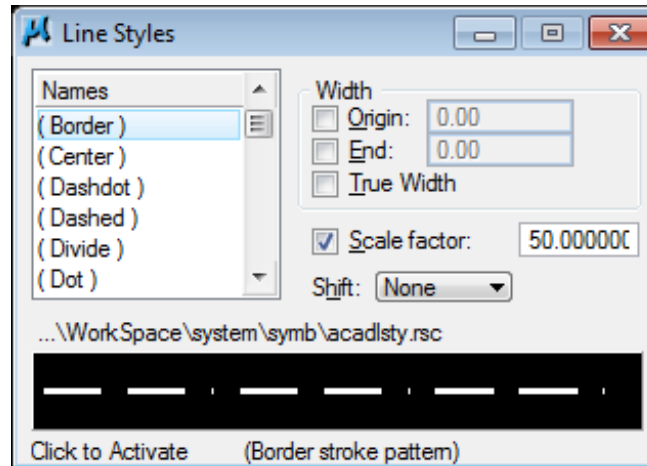 Line Styles
Names
( Border )
( Center )
( Dashdot )
( Dashed )
( Divide )
( Dot )
Width
Origin: 0.00
End: 0.00
True Width
Scale factor: 50.000000
Shift: None
...\WorkSpace\system\symb\acadlsty.rsc
Click to Activate (Border stroke pattern)